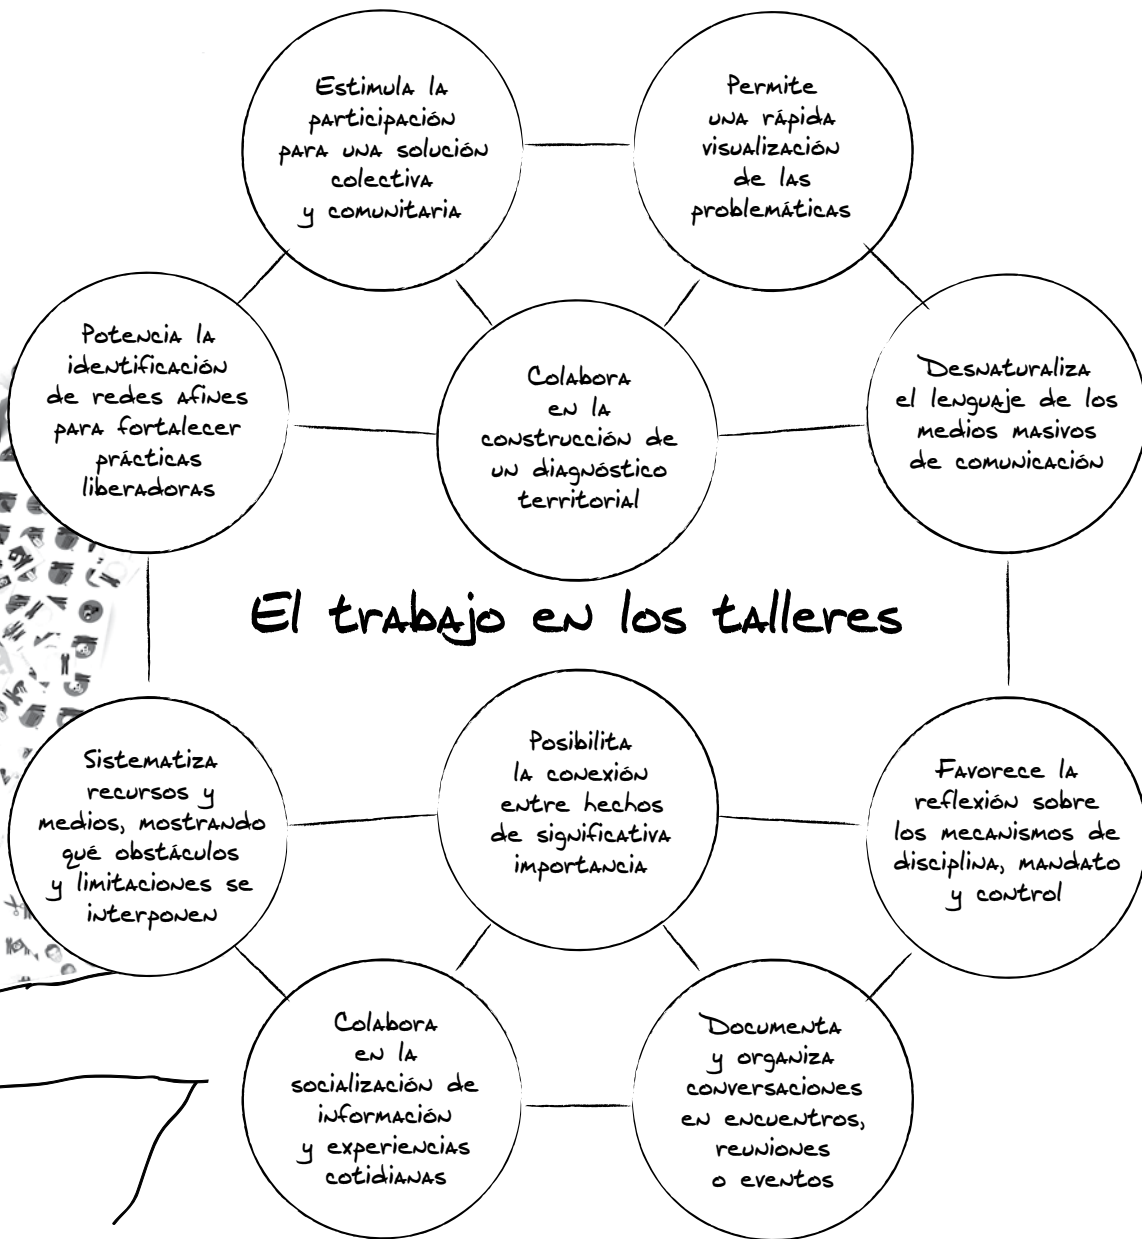 Estimula la
participación
para una solución
colectiva
y comunitaria
Permite
una rápida
visualización
de las
problemáticas
Potencia la
identificación
de redes afines
para fortalecer
prácticas
liberadoras
Colabora
en la
construcción de
un diagnóstico
territorial
Desnaturaliza
el lenguaje de los
medios masivos
de comunicación
El trabajo en los talleres
Sistematiza
recursos y
medios, mostrando
qué obstáculos
y limitaciones se
interponen
Posibilita
la conexión
entre hechos
de significativa
importancia
Favorece la
reflexión sobre
los mecanismos de
disciplina, mandato
y control
Colabora
en la
socialización de
información
y experiencias
cotidianas
Documenta
y organiza
conversaciones
en encuentros,
reuniones
o eventos